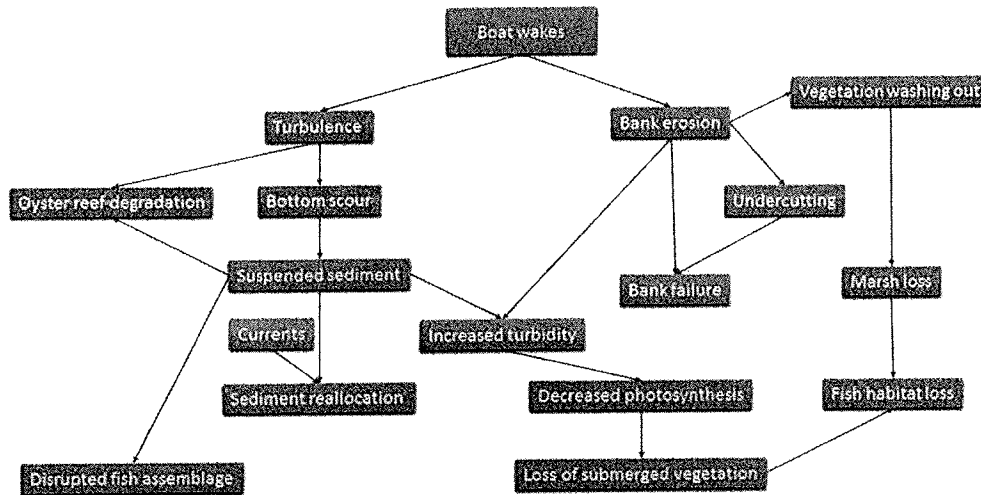 Boat wakes
Vegetation washing out
Turbulence
Bank erosion
Oyster reef degradation
Bottom scour
Undercutting
Suspended sediment
Bank failure
Marsh loss
Currents
Increased turbidity
Sediment reallocation
Decreased photosynthesis
Fish habitat loss
Disrupted fish assemblage
Loss of submerged vegetation